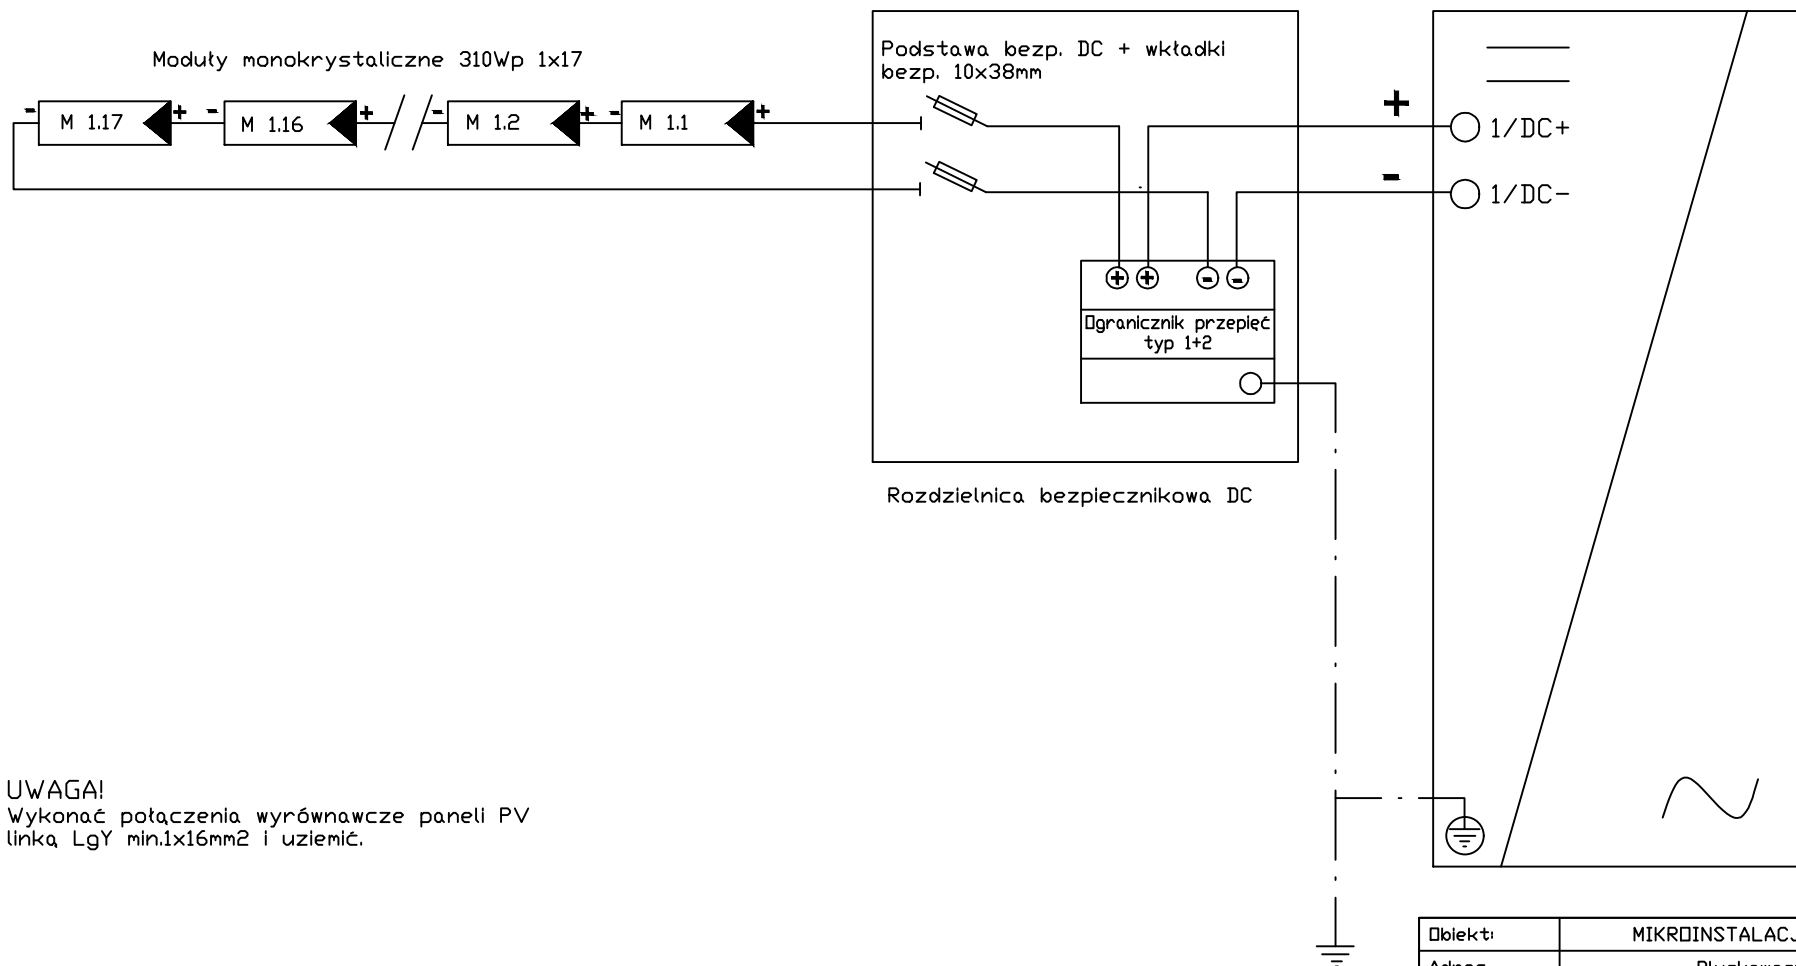 Moduły monokrystaliczne 310Wp 1x17
- M 1.17 + - M 1.16 + - M 1.2 + - M 1.1 +
Podstawa bezp. DC + wkładki
bezp. 10x38mm
+
1/DC+
-
1/DC-
+ + - -
Ogranicznik przepięć
typ 1+2
Rozdzielnica bezpiecznikowa DC
UWAGA!
Wykonać połączenia wyrównawcze paneli PV
linką LgY min.1x16mm2 i uziemić.
Obiekt:
MIKROINSTALAC